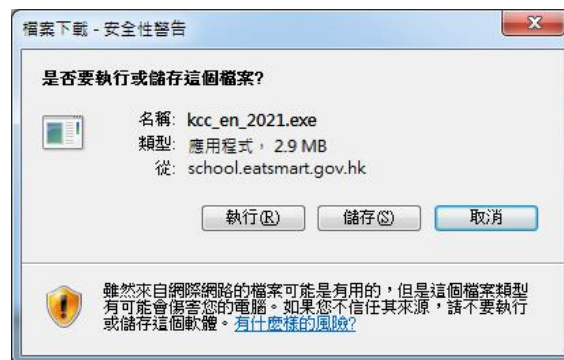 檔案下載 - 安全性警告
是否要執行或儲存這個檔案?
名稱: kcc_en_2021.exe
類型: 應用程式, 2.9 MB
從: school.eatsmart.gov.hk
執行(R) 儲存(S) 取消
雖然來自網際網路的檔案可能是有用的,但是這個檔案類型
有可能會傷害您的電腦。如果您不信任其來源,請不要執行
或儲存這個軟體。有什麼樣的風險?